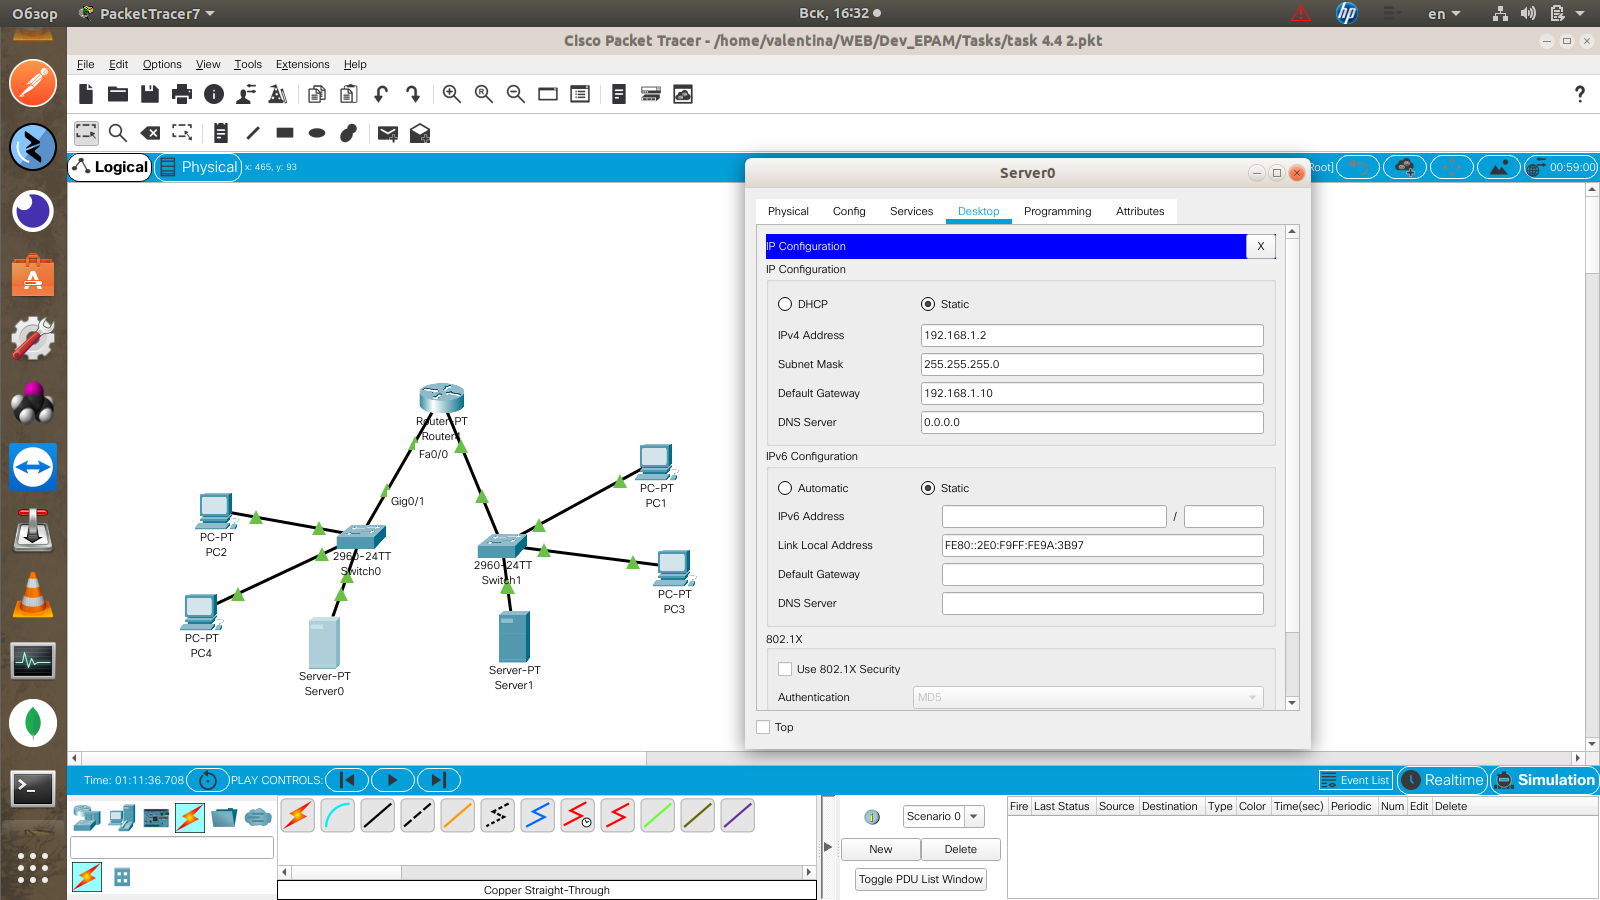 Обзор PacketTracer7 Вск, 16:32 en
Cisco Packet Tracer - /home/valentina/WEB/Dev_EPAM/Tasks/task 4.4 2.pkt
File Edit Options View Tools Extensions Help
?
Logical Physical x: 465, y: 93 Root] 00:59:00
Server0
Physical Config Services Desktop Programming Attributes
IP Configuration X
IP Configuration
DHCP Static
IPv4 Address 192.168.1.2
Subnet Mask 255.255.255.0
Default Gateway 192.168.1.10
DNS Server 0.0.0.0
IPv6 Configuration
Automatic Static
IPv6 Address /
Link Local Address FE80::2E0:F9FF:FE9A:3B97
Default Gateway
DNS Server
802.1X
Use 802.1X Security
Authentication MD5
Top
Router-PT
Fa0/0
Gig0/1
PC-PT
PC1
PC-PT
PC2
2960-24TT
Switch0
2960-24TT
Switch1
PC-PT
PC3
PC-PT
PC4
Server-PT
Server0
Server-PT
Server1
Time: 01:11:36.708 PLAY CONTROLS: Event List Realtime Simulation
Scenario 0
New Delete
Toggle PDU List Window
Fire Last Status Source Destination Type Color Time(sec) Periodic Num Edit Delete
Copper Straight-Through